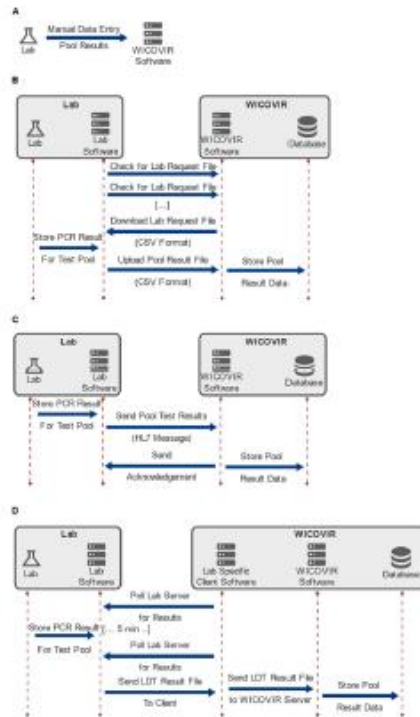 A
Manual Data Entry
Lab
Pool Results
WICOVIR
Software
B
Lab
WICOVIR
Lab
Lab
Software
WICOVIR
Software
Database
Check for Lab Request File
Check for Lab Request File
[...]
Download Lab Request File
(CSV Format)
Store PCR Result
For Test Pool
Upload Pool Result File
(CSV Format)
Store Pool
Result Data
C
Lab
WICOVIR
Lab
Lab
Software
WICOVIR
Software
Database
Store PCR Result
For Test Pool
Send Pool Test Results
(HL7 Message)
Send
Acknowledgement
Store Pool
Result Data
D
Lab
WICOVIR
Lab
Lab
Software
Lab Specific
Client Software
WICOVIR
Software
Database
Poll Lab Server
for Results
Store PCR Result
For Test Pool
[... 5 min ...]
Poll Lab Server
for Results
Send LDT Result File
To Client
Send LDT Result File
to WICOVIR Server
Store Pool
Result Data